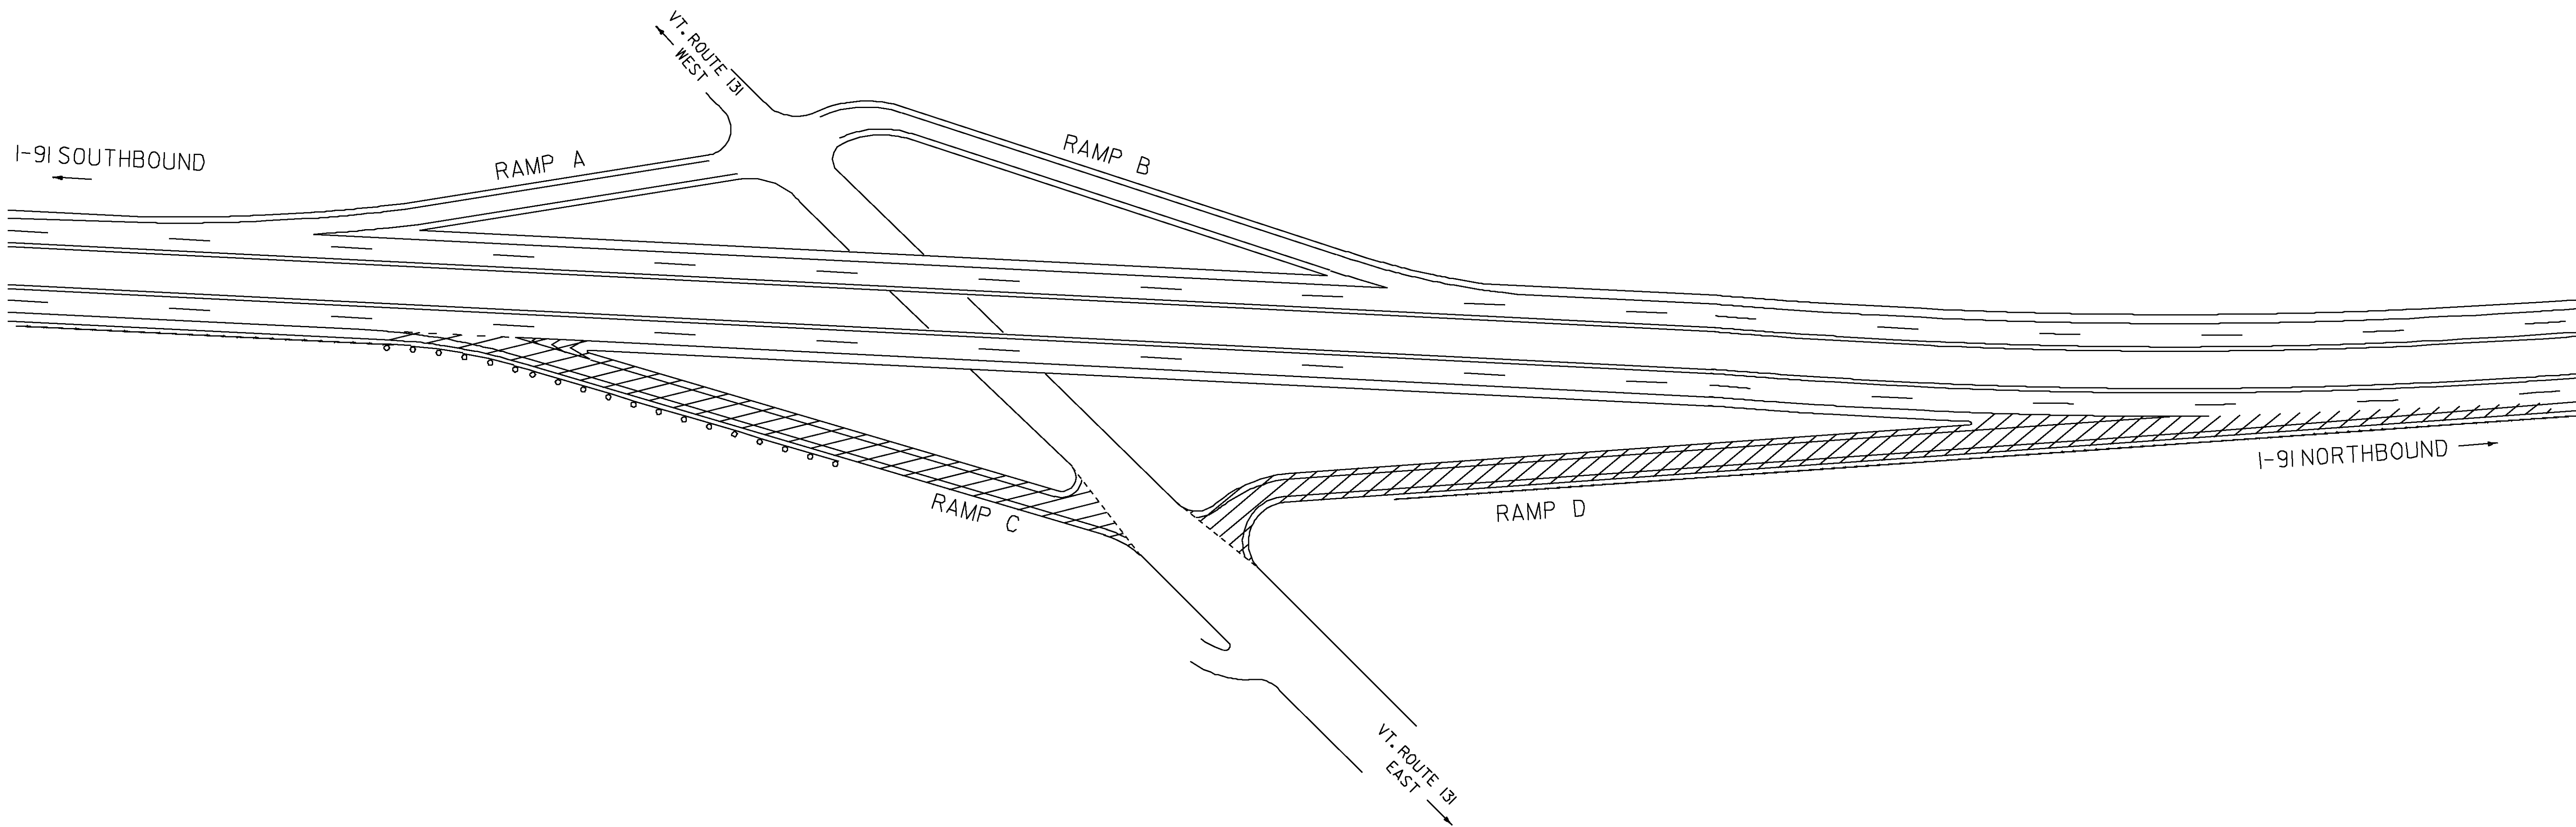 VT. ROUTE 131
WEST
I-91 SOUTHBOUND
RAMP A
RAMP B
RAMP C
RAMP D
I-91 NORTHBOUND
VT. ROUTE 131
EAST